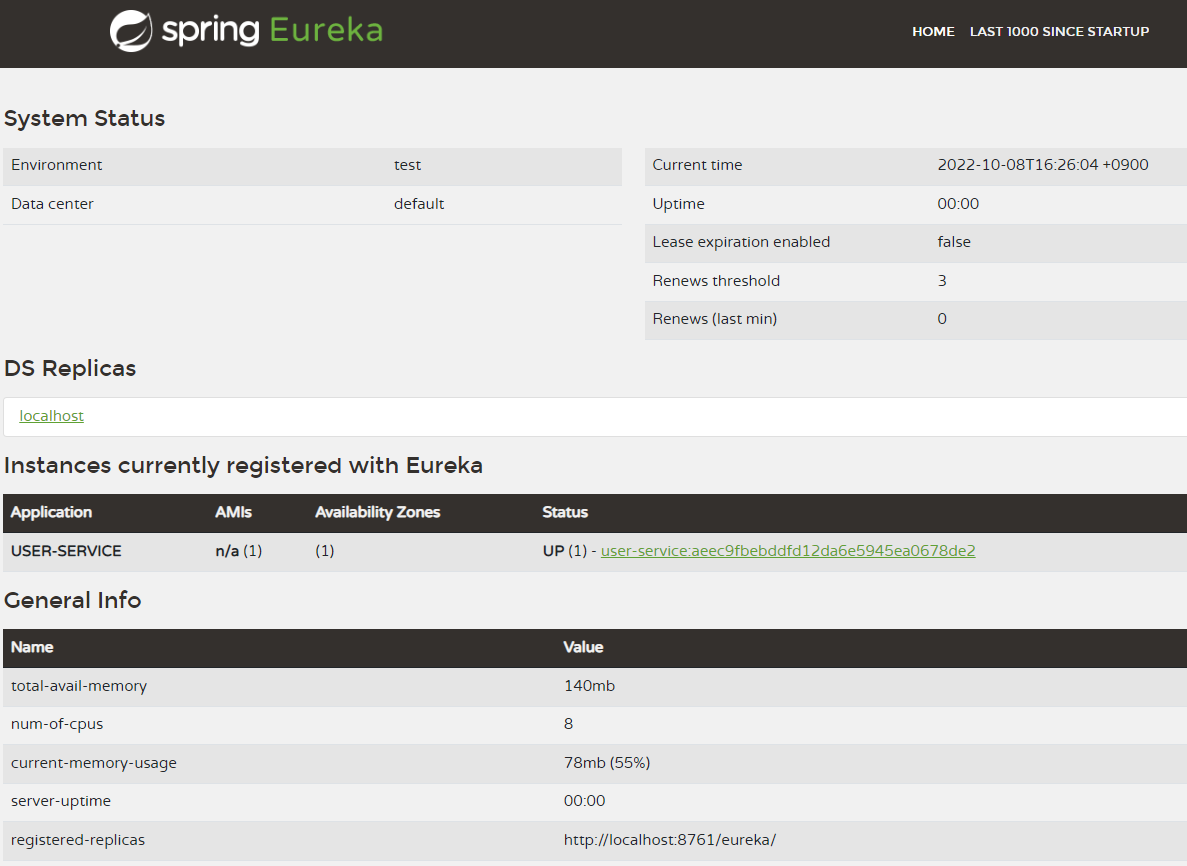 spring Eureka
HOME LAST 1000 SINCE STARTUP
System Status
Environment test
Data center default
Current time 2022-10-08T16:26:04 +0900
Uptime 00:00
Lease expiration enabled false
Renews threshold 3
Renews (last min) 0
DS Replicas
localhost
Instances currently registered with Eureka
Application AMIs Availability Zones Status
USER-SERVICE n/a (1) (1) UP (1) - user-service:aeec9fbebddfd12da6e5945ea0678de2
General Info
Name Value
total-avail-memory 140mb
num-of-cpus 8
current-memory-usage 78mb (55%)
server-uptime 00:00
registered-replicas http://localhost:8761/eureka/